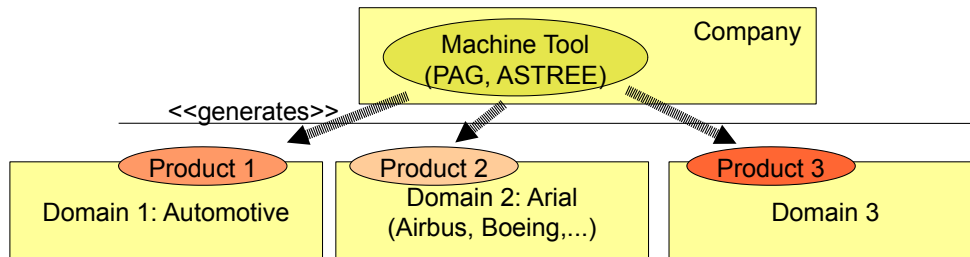 Company
Machine Tool
(PAG, ASTREE)
<<generates>>
Product 1
Product 2
Product 3
Domain 1: Automotive
Domain 2: Arial
(Airbus, Boeing,...)
Domain 3